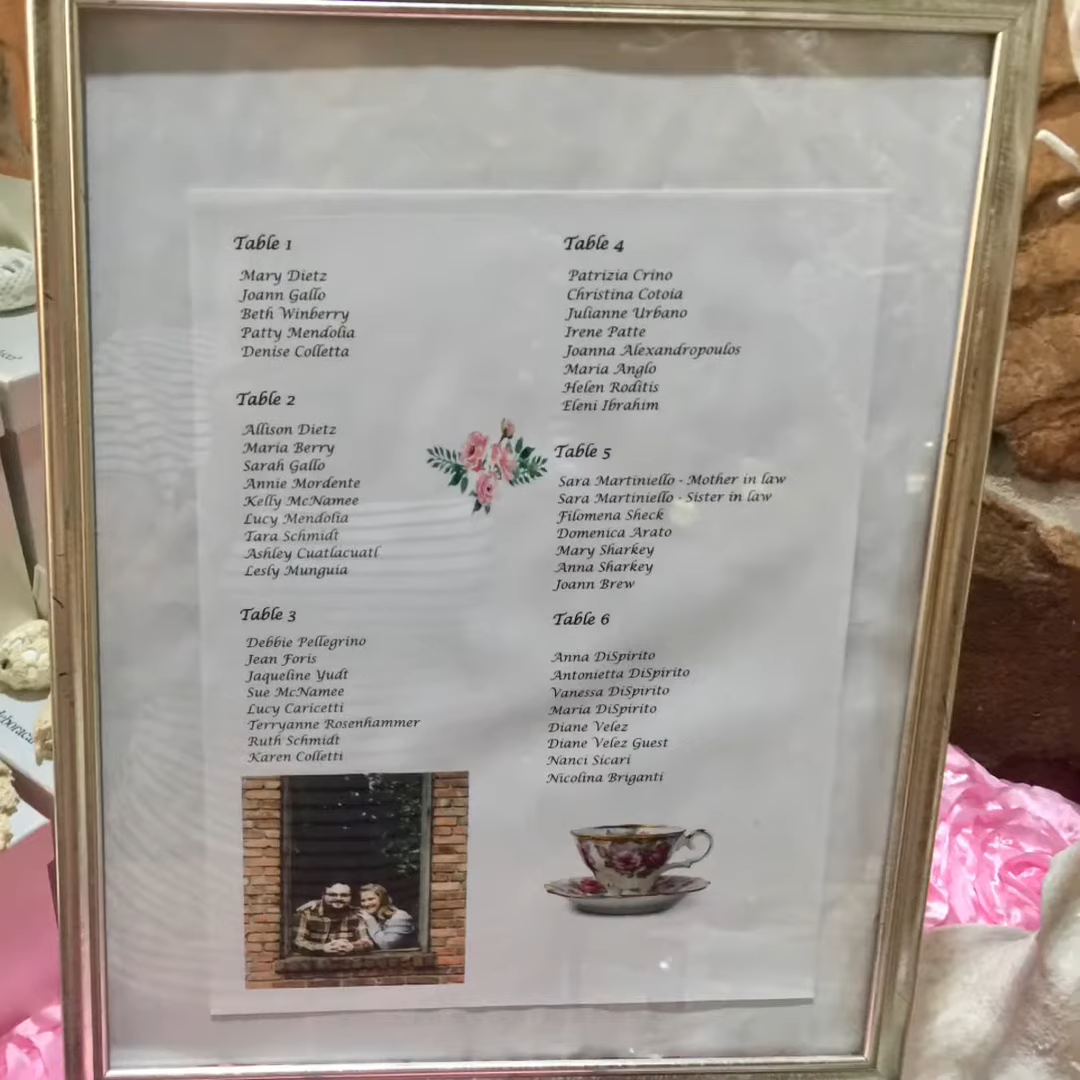 Table 1
Mary Dietz
Joann Gallo
Beth Winberry
Patty Mendolia
Denise Colletta
Table 2
Allison Dietz
Maria Berry
Sarah Gallo
Annie Mordente
Kelly McNamee
Lucy Mendolia
Tara Schmidt
Ashley Cuatlacuatl
Lesly Munguia
Table 3
Debbie Pellegrino
Jean Foris
Jaqueline Yudt
Sue McNamee
Lucy Caricetti
Terryanne Rosenhammer
Ruth Schmidt
Karen Colletti
Table 4
Patrizia Crino
Christina Cotoia
Julianne Urbano
Irene Patte
Joanna Alexandropoulos
Maria Anglo
Helen Roditis
Eleni Ibrahim
Table 5
Sara Martiniello - Mother in law
Sara Martiniello - Sister in law
Filomena Sheck
Domenica Arato
Mary Sharkey
Anna Sharkey
Joann Brew
Table 6
Anna DiSpirito
Antonietta DiSpirito
Vanessa DiSpirito
Maria DiSpirito
Diane Velez
Diane Velez Guest
Nanci Sicari
Nicolina Briganti